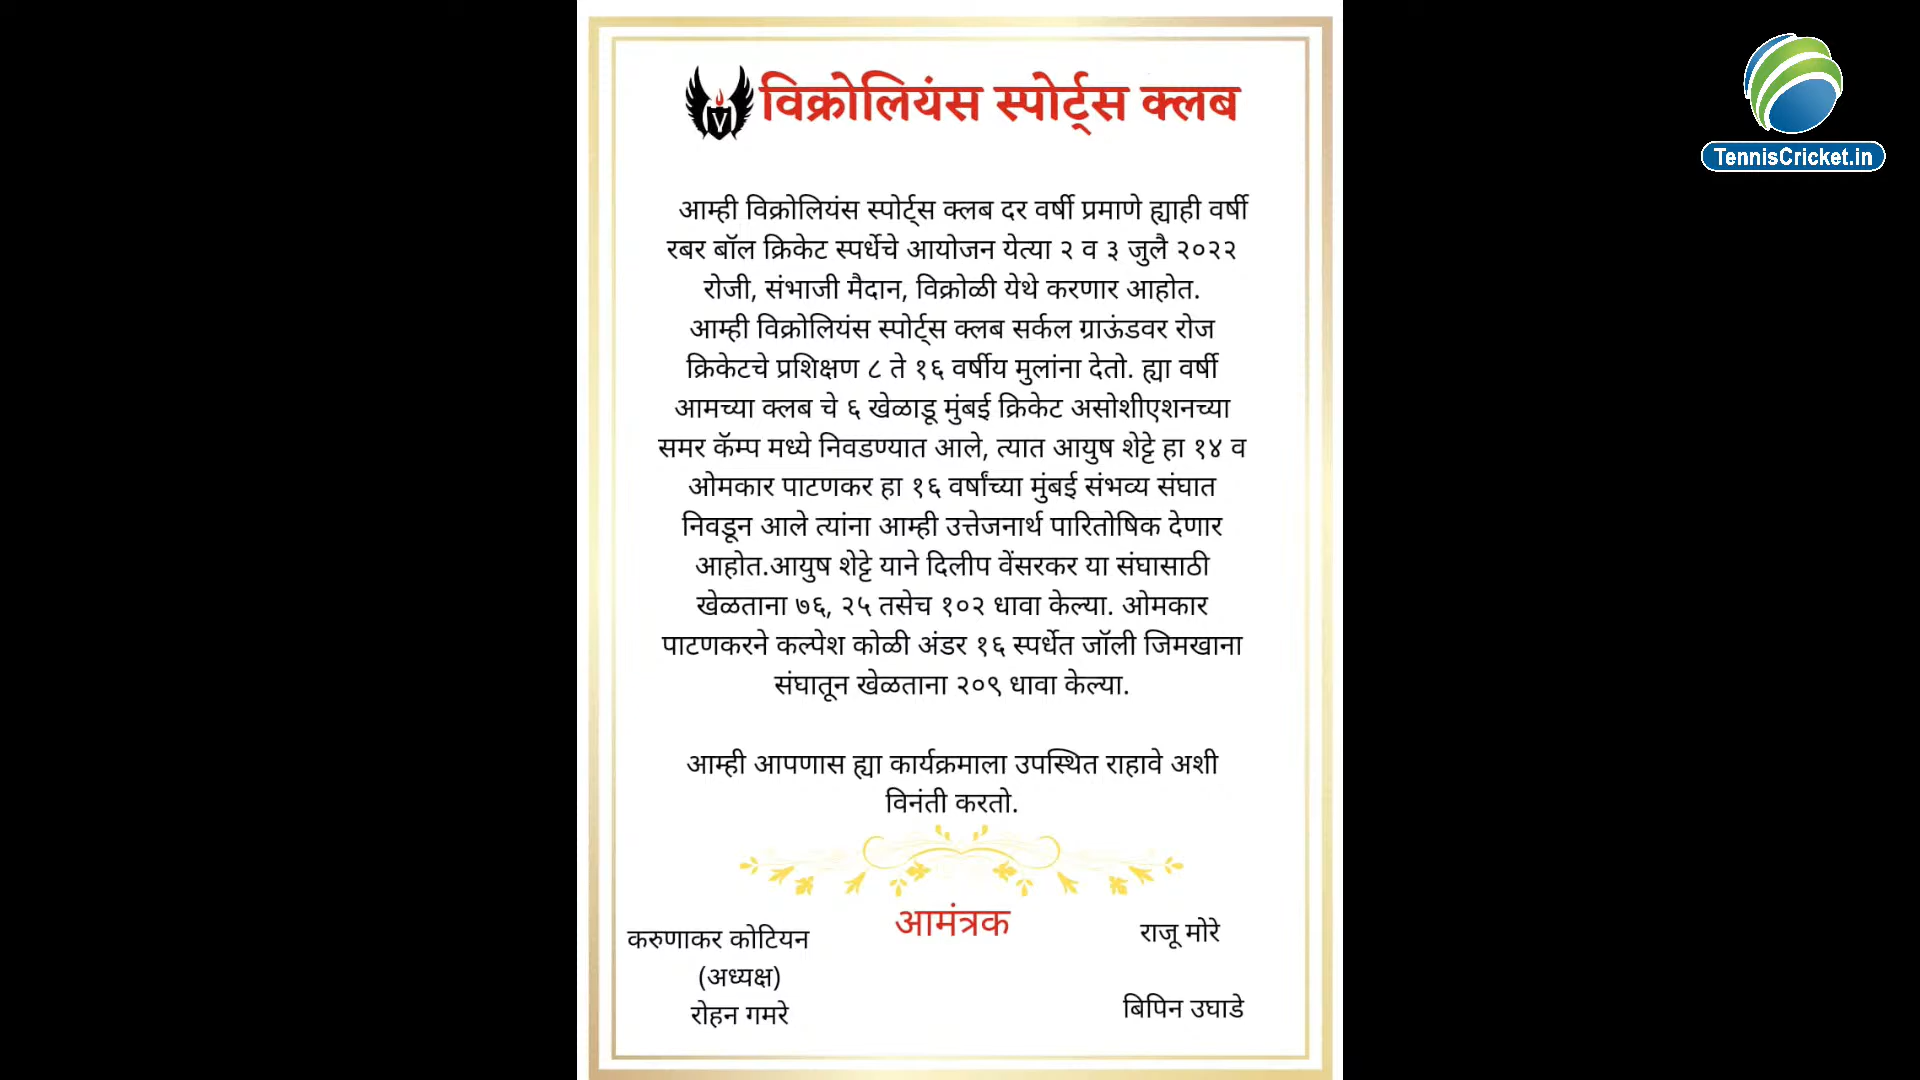 विक्रोलियंस स्पोर्ट्स क्लब
V
TennisCricket.in
आम्ही विक्रोलियंस स्पोर्ट्स क्लब दर वर्षी प्रमाणे ह्याही वर्षी
रबर बॉल क्रिकेट स्पर्धेचे आयोजन येत्या २ व ३ जुलै २०२२
रोजी, संभाजी मैदान, विक्रोळी येथे करणार आहोत.
आम्ही विक्रोलियंस स्पोर्ट्स क्लब सर्कल ग्राऊंडवर रोज
क्रिकेटचे प्रशिक्षण ८ ते १६ वर्षीय मुलांना देतो. ह्या वर्षी
आमच्या क्लब चे ६ खेळाडू मुंबई क्रिकेट असोशीएशनच्या
समर कॅम्प मध्ये निवडण्यात आले, त्यात आयुष शेट्टे हा १४ व
ओमकार पाटणकर हा १६ वर्षांच्या मुंबई संभव्य संघात
निवडून आले त्यांना आम्ही उत्तेजनार्थ पारितोषिक देणार
आहोत.आयुष शेट्टे याने दिलीप वेंसरकर या संघासाठी
खेळताना ७६, २५ तसेच १०२ धावा केल्या. ओमकार
पाटणकरने कल्पेश कोळी अंडर १६ स्पर्धेत जॉली जिमखाना
संघातून खेळताना २०९ धावा केल्या.
आम्ही आपणास ह्या कार्यक्रमाला उपस्थित राहावे अशी
विनंती करतो.
आमंत्रक
करुणाकर कोटियन
(अध्यक्ष)
रोहन गमरे
राजू मोरे
बिपिन उघाडे